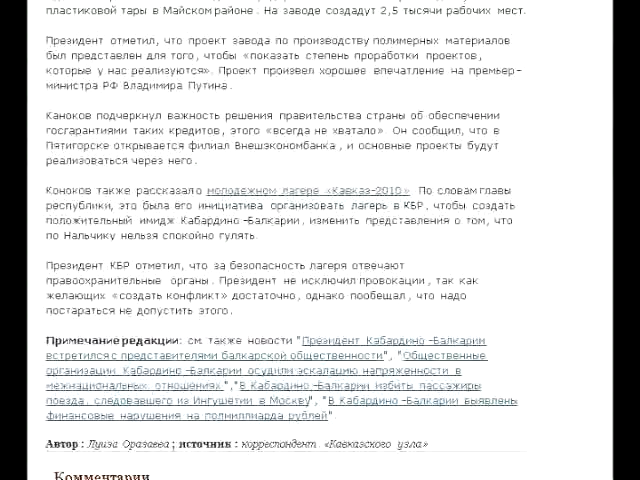 пластиковой тары в Майском районе. На заводе создадут 2,5 тысячи рабочих мест.
Президент отметил, что проект завода по производству полимерных материалов
был представлен для того, чтобы «показать степень проработки проектов,
которые у нас реализуются». Проект произвел хорошее впечатление на премьер-
министра РФ Владимира Путина.
Каноков подчеркнул важность решения правительства страны об обеспечении
госгарантиями таких кредитов, этого «всегда не хватало» Он сообщил, что в
Пятигорске открывается филиал Внешэкономбанка, и основные проекты будут
реализоваться через него.
Коноков также рассказал о молодежном лагере «Кавказ-2010» По словам главы
республики, это была его инициатива организовать лагерь в КБР, чтобы создать
положительный имидж Кабардино-Балкарии, изменить представления о том, что
по Нальчику нельзя спокойно гулять.
Президент КБР отметил, что за безопасность лагеря отвечают
правоохранительные органы. Президент не исключил провокации, так как
желающих «создать конфликт» достаточно, однако пообещал, что надо
постараться не допустить этого.
Примечание редакции: см. также новости "Президент Кабардино-Балкарии
встретился с представителями балкарской общественности", "Общественные
организации Кабардино-Балкарии осудили эскалацию напряженности в
межнациональных отношениях","В Кабардино-Балкарии избиты пассажиры
поезда, следовавшего из Ингушетии в Москву", "В Кабардино-Балкарии выявлены
финансовые нарушения на полмиллиарда рублей"
Автор: Луиза Оразаева; источник: корреспондент «Кавказского узла»
Комментарии